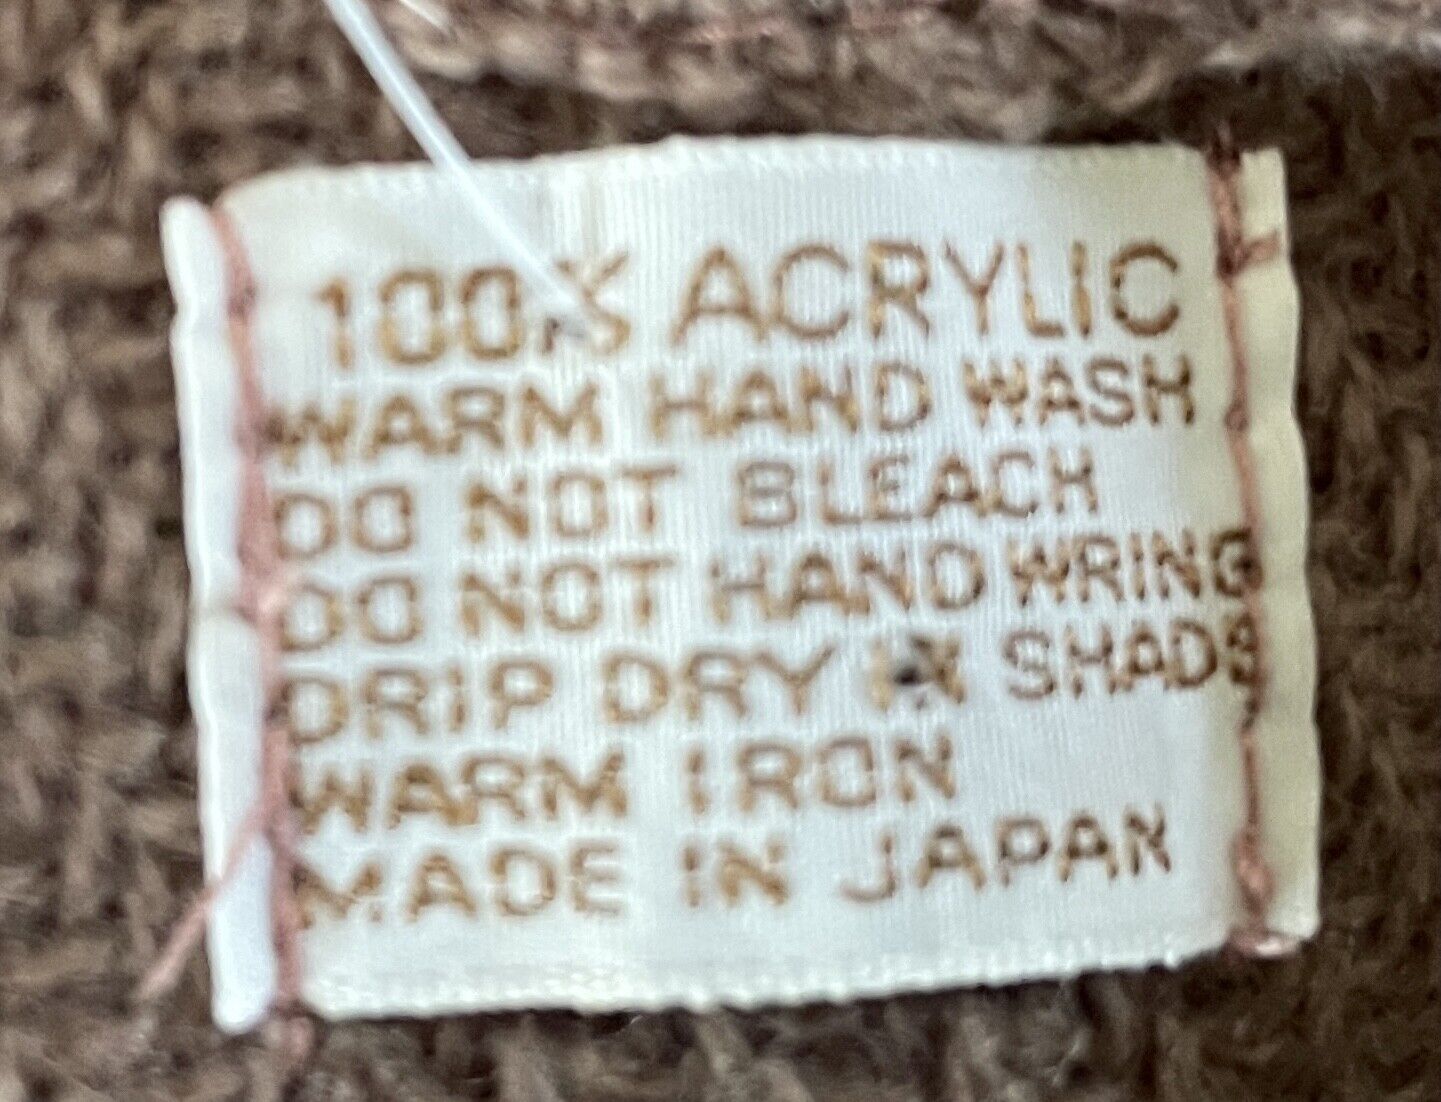 100% ACRYLIC
WARM HAND WASH
DO NOT BLEACH
DO NOT HAND WRING
DRIP DRY IN SHADE
WARM IRON
MADE IN JAPAN